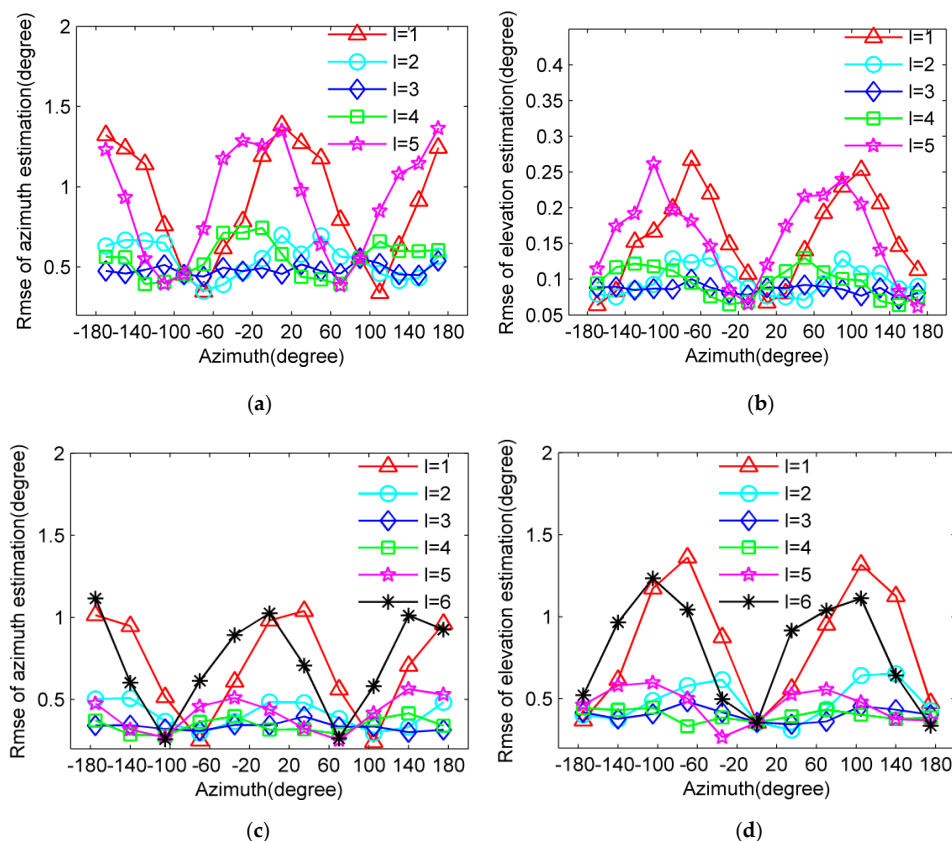 2
1.5
1
0.5
Rmse of azimuth estimation(degree)
l=1
l=2
l=3
l=4
l=5
-180 -140 -100 -60 -20 20 60 100 140 180
Azimuth(degree)
(a)
0.4
0.35
0.3
0.25
0.2
0.15
0.1
0.05
Rmse of elevation estimation(degree)
l=1
l=2
l=3
l=4
l=5
-180 -140 -100 -60 -20 20 60 100 140 180
Azimuth(degree)
(b)
2
1.5
1
0.5
Rmse of azimuth estimation(degree)
l=1
l=2
l=3
l=4
l=5
l=6
-180 -140 -100 -60 -20 20 60 100 140 180
Azimuth(degree)
(c)
2
1.5
1
0.5
Rmse of elevation estimation(degree)
l=1
l=2
l=3
l=4
l=5
l=6
-180 -140 -100 -60 -20 20 60 100 140 180
Azimuth(degree)
(d)